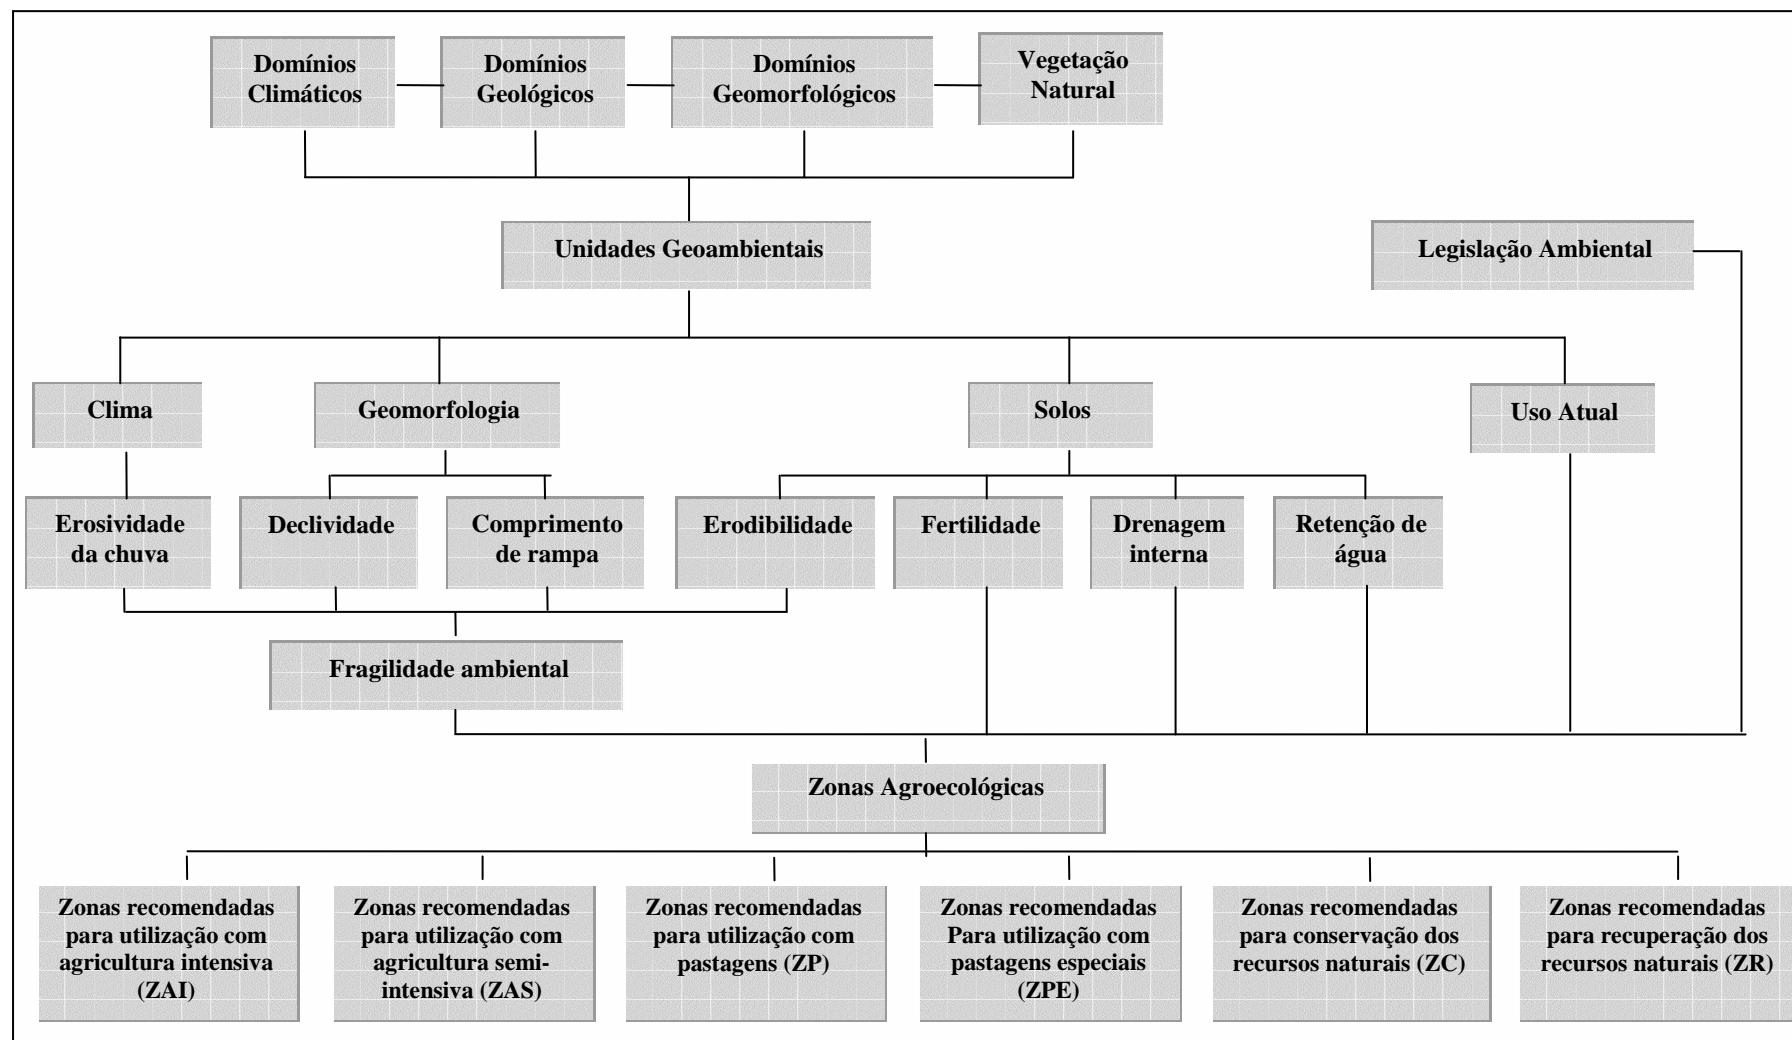 Domínios
Climáticos
Domínios
Geológicos
Domínios
Geomorfológicos
Vegetação
Natural
Unidades Geoambientais
Legislação Ambiental
Clima
Geomorfologia
Solos
Uso Atual
Erosividade
da chuva
Declividade
Comprimento
de rampa
Erodibilidade
Fertilidade
Drenagem
interna
Retenção de
água
Fragilidade ambiental
Zonas Agroecológicas
Zonas recomendadas
para utilização com
agricultura intensiva
(ZAI)
Zonas recomendadas
para utilização com
agricultura semi-
intensiva (ZAS)
Zonas recomendadas
para utilização com
pastagens (ZP)
Zonas recomendadas
Para utilização com
pastagens especiais
(ZPE)
Zonas recomendadas
para conservação dos
recursos naturais (ZC)
Zonas recomendadas
para recuperação dos
recursos naturais (ZR)